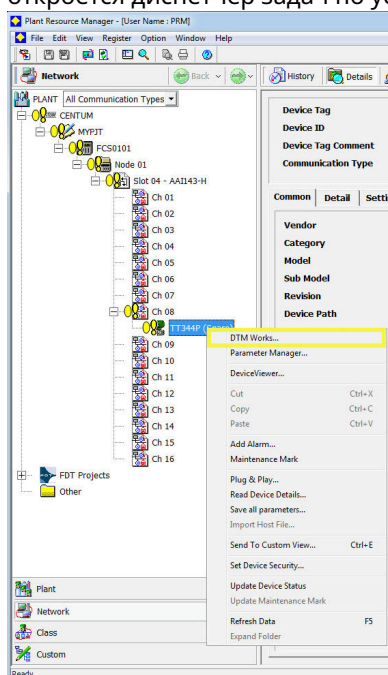 откроется диспетчер задач по у
Plant Resource Manager - [User Name : PRM]
File Edit View Register Option Window Help
Network Back History Details
PLANT All Communication Types
CENTUM
MYPJT
FCS0101
Node 01
Slot 04 - AAI143-H
Ch 01
Ch 02
Ch 03
Ch 04
Ch 05
Ch 06
Ch 07
Ch 08
TT344P
Ch 09
Ch 10
Ch 11
Ch 12
Ch 13
Ch 14
Ch 15
Ch 16
FDT Projects
Other
Device Tag
Device ID
Device Tag Comment
Communication Type
Common Detail Setti
Vendor
Category
Model
Sub Model
Revision
Device Path
DTM Works...
Parameter Manager...
DeviceViewer...
Cut Ctrl+X
Copy Ctrl+C
Paste Ctrl+V
Add Alarm...
Maintenance Mark
Plug & Play...
Read Device Details...
Save all parameters...
Import Host File...
Send To Custom View... Ctrl+E
Set Device Security...
Update Device Status
Update Maintenance Mark
Refresh Data F5
Expand Folder
Plant
Network
Class
Custom
Ready